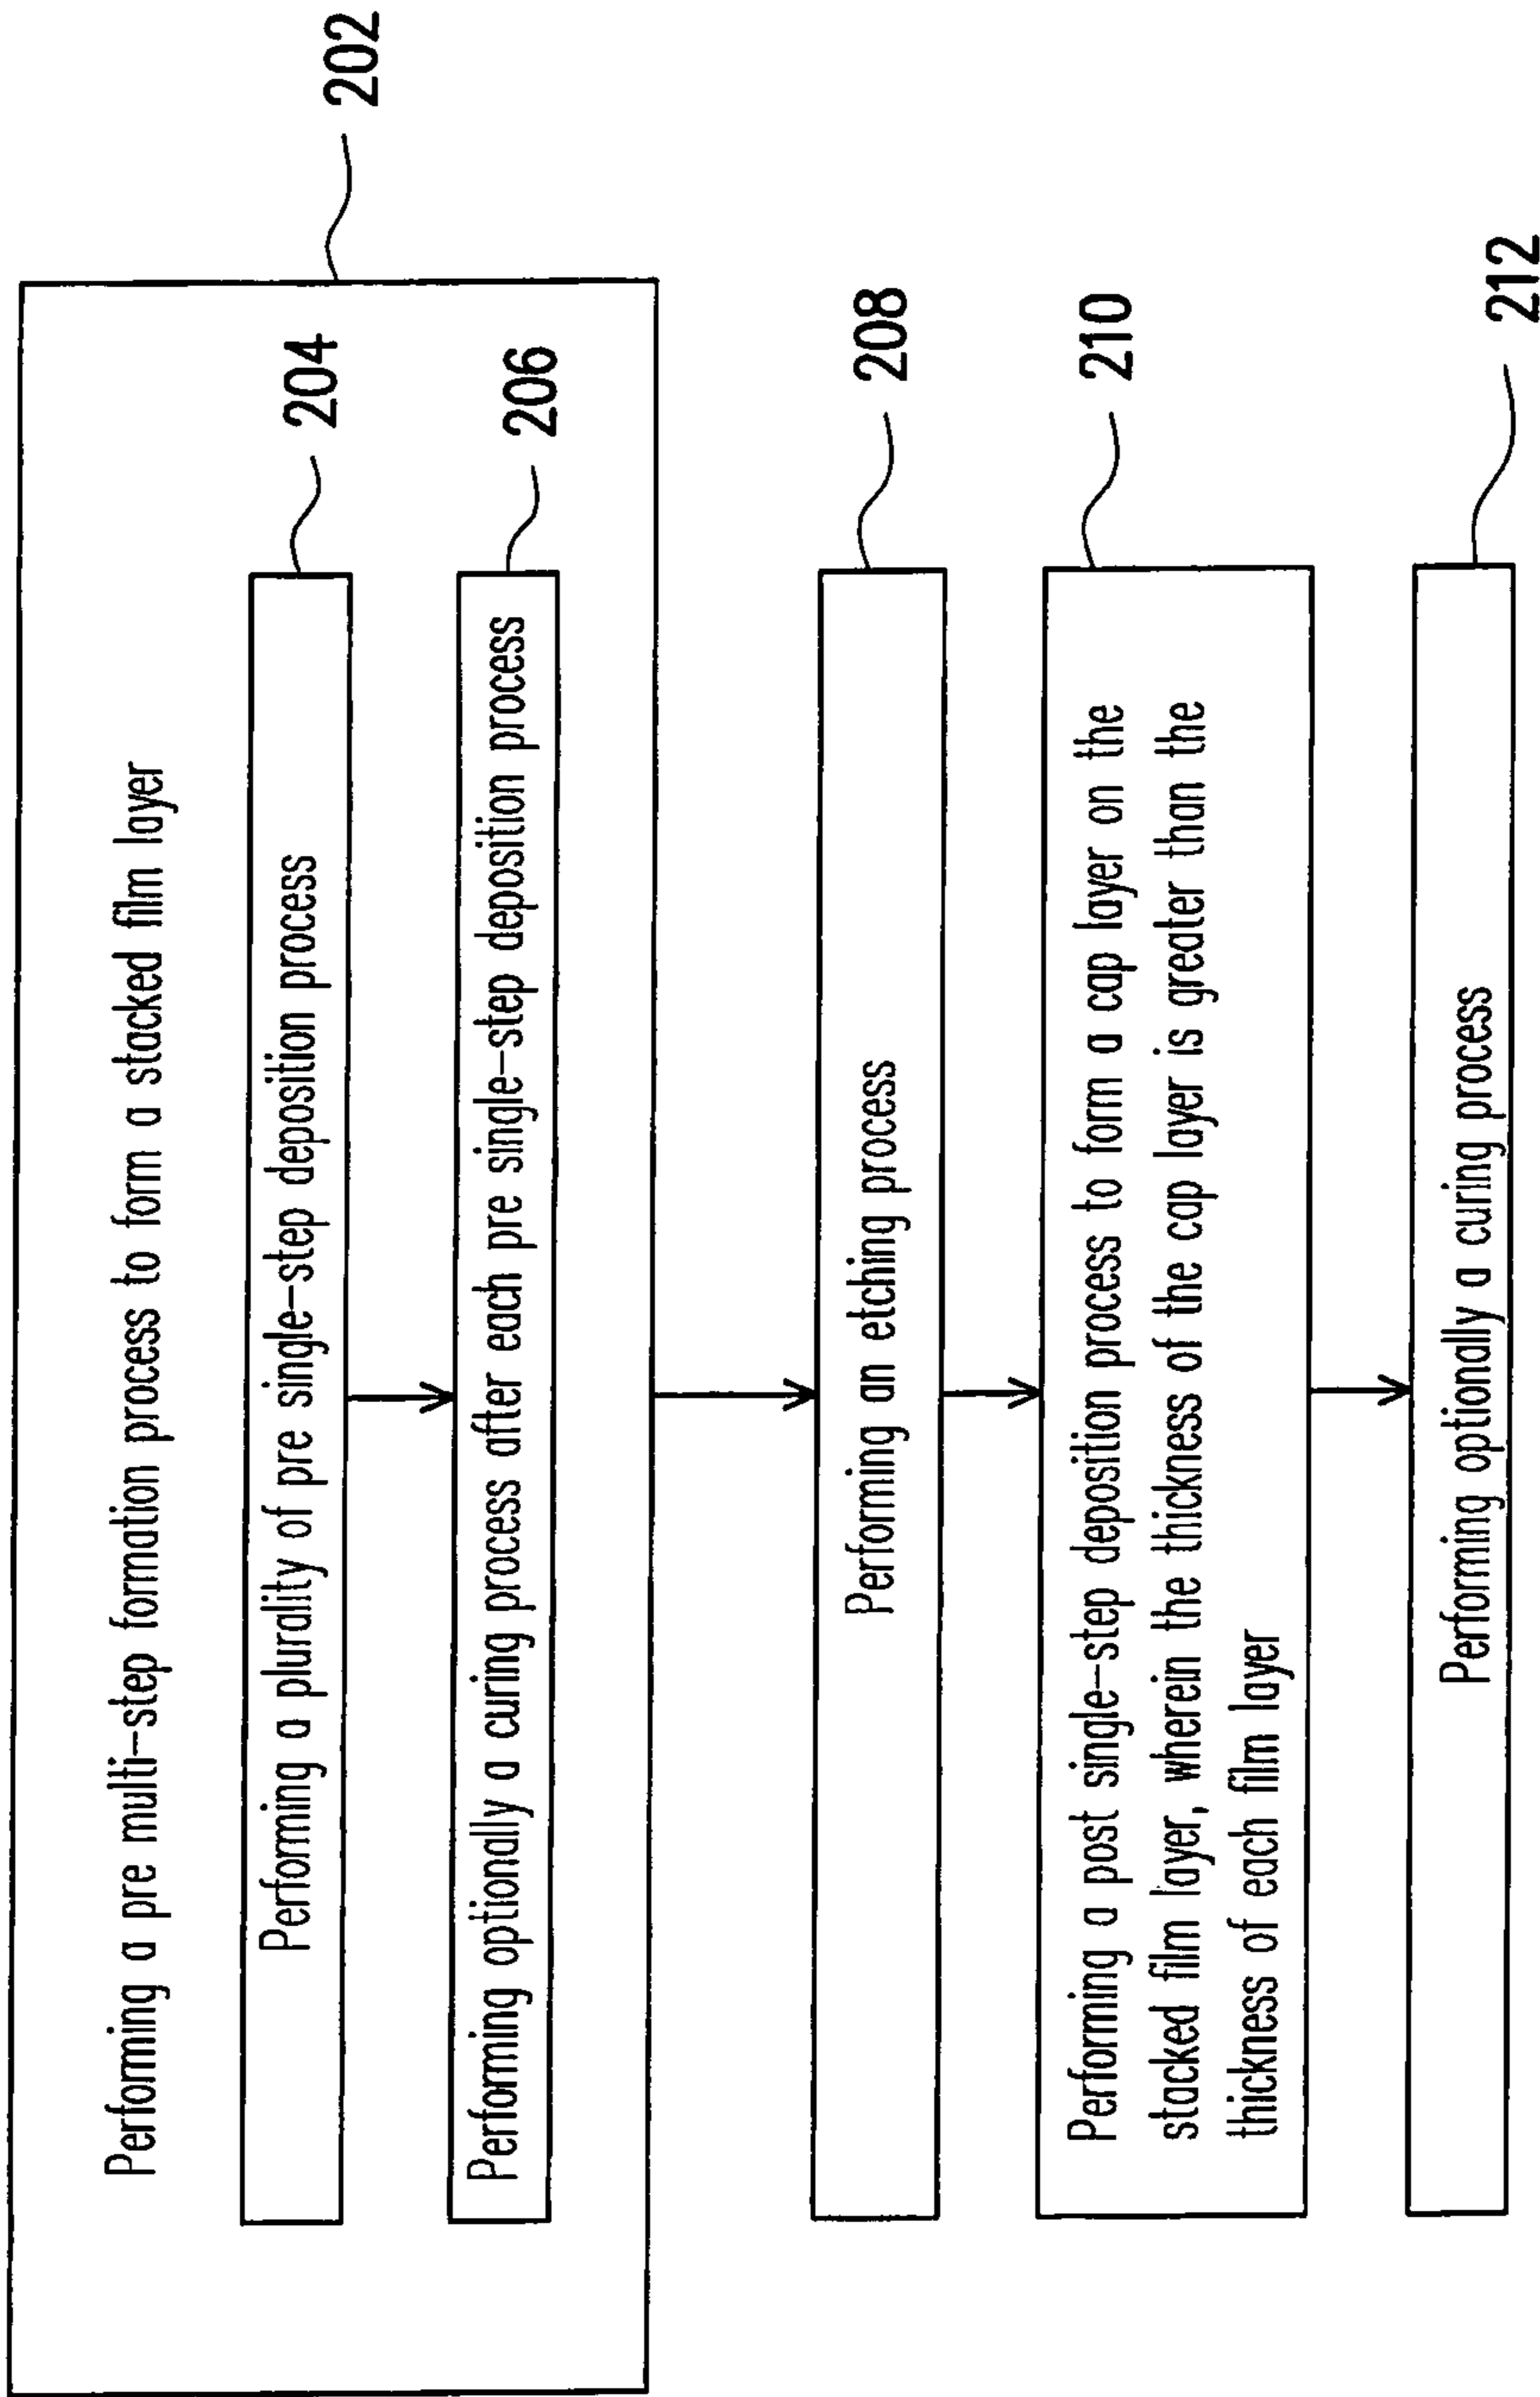 Performing a pre multi-step formation process to form a stacked film layer
202
Performing a plurality of pre single-step deposition process
204
Performing optionally a curing process after each pre single-step deposition process
206
Performing an etching process
208
Performing a post single-step deposition process to form a cap layer on the
stacked film layer, wherein the thickness of the cap layer is greater than the
thickness of each film layer
210
Performing optionally a curing process
212